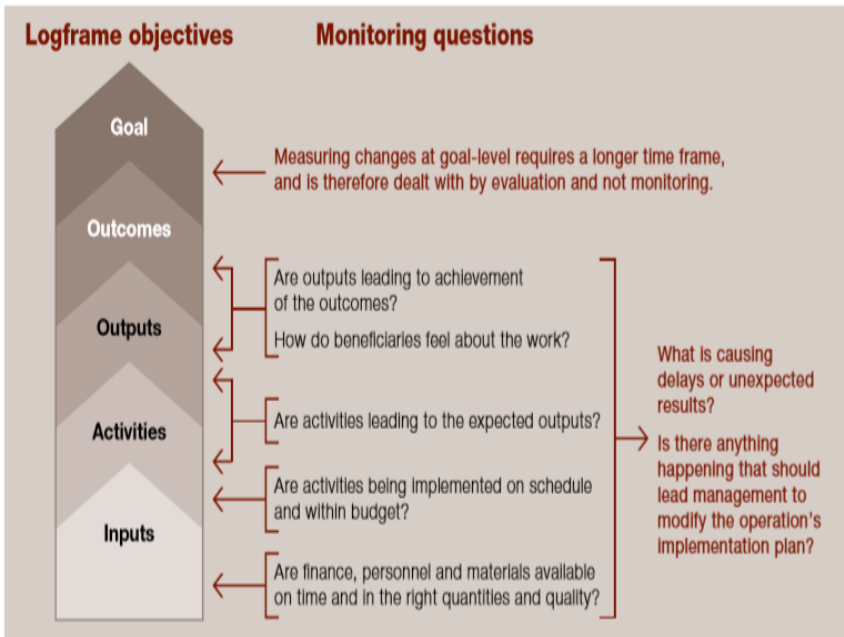 Logframe objectives
Monitoring questions
Goal
Measuring changes at goal-level requires a longer time frame,
and is therefore dealt with by evaluation and not monitoring.
Outcomes
Are outputs leading to achievement
of the outcomes?
How do beneficiaries feel about the work?
Outputs
Are activities leading to the expected outputs?
Activities
Are activities being implemented on schedule
and within budget?
Inputs
Are finance, personnel and materials available
on time and in the right quantities and quality?
What is causing
delays or unexpected
results?
Is there anything
happening that should
lead management to
modify the operation's
implementation plan?